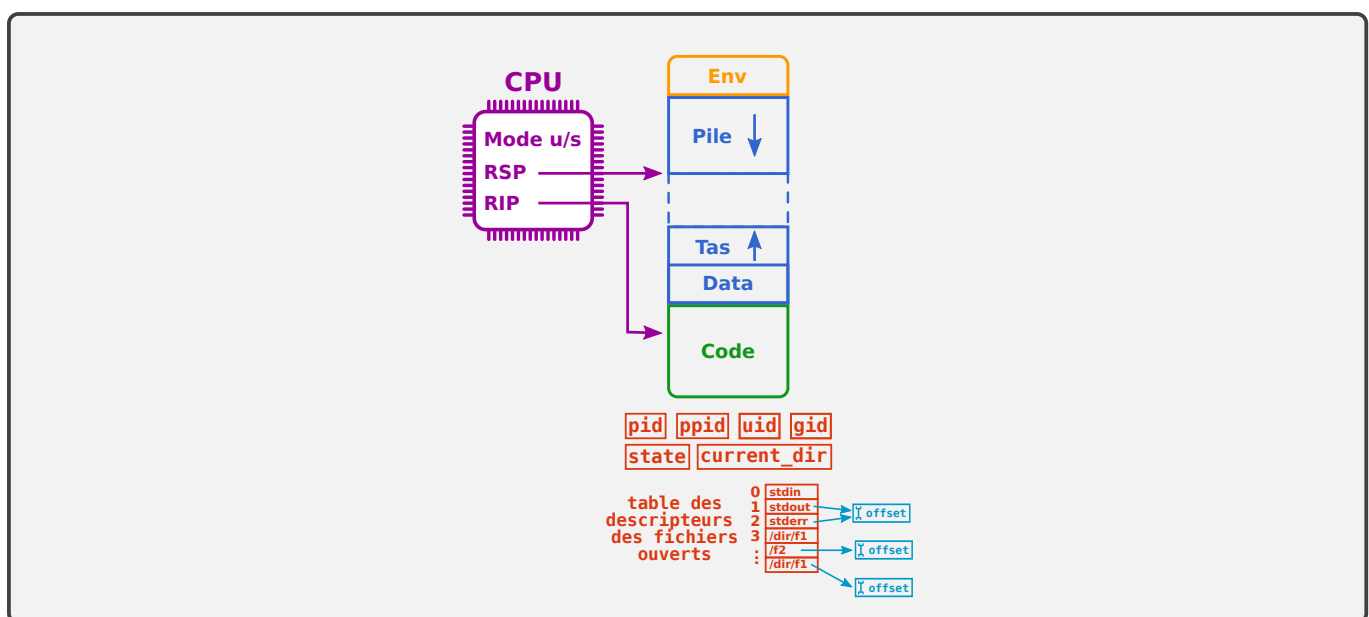 CPU
Mode u/s
RSP
RIP
Env
Pile
Tas
Data
Code
pid ppid uid gid
state current_dir
table des
descripteurs
des fichiers
ouverts
0 stdin
1 stdout
2 stderr
3 /dir/f1
: /f2
/dir/f1
offset
offset
offset